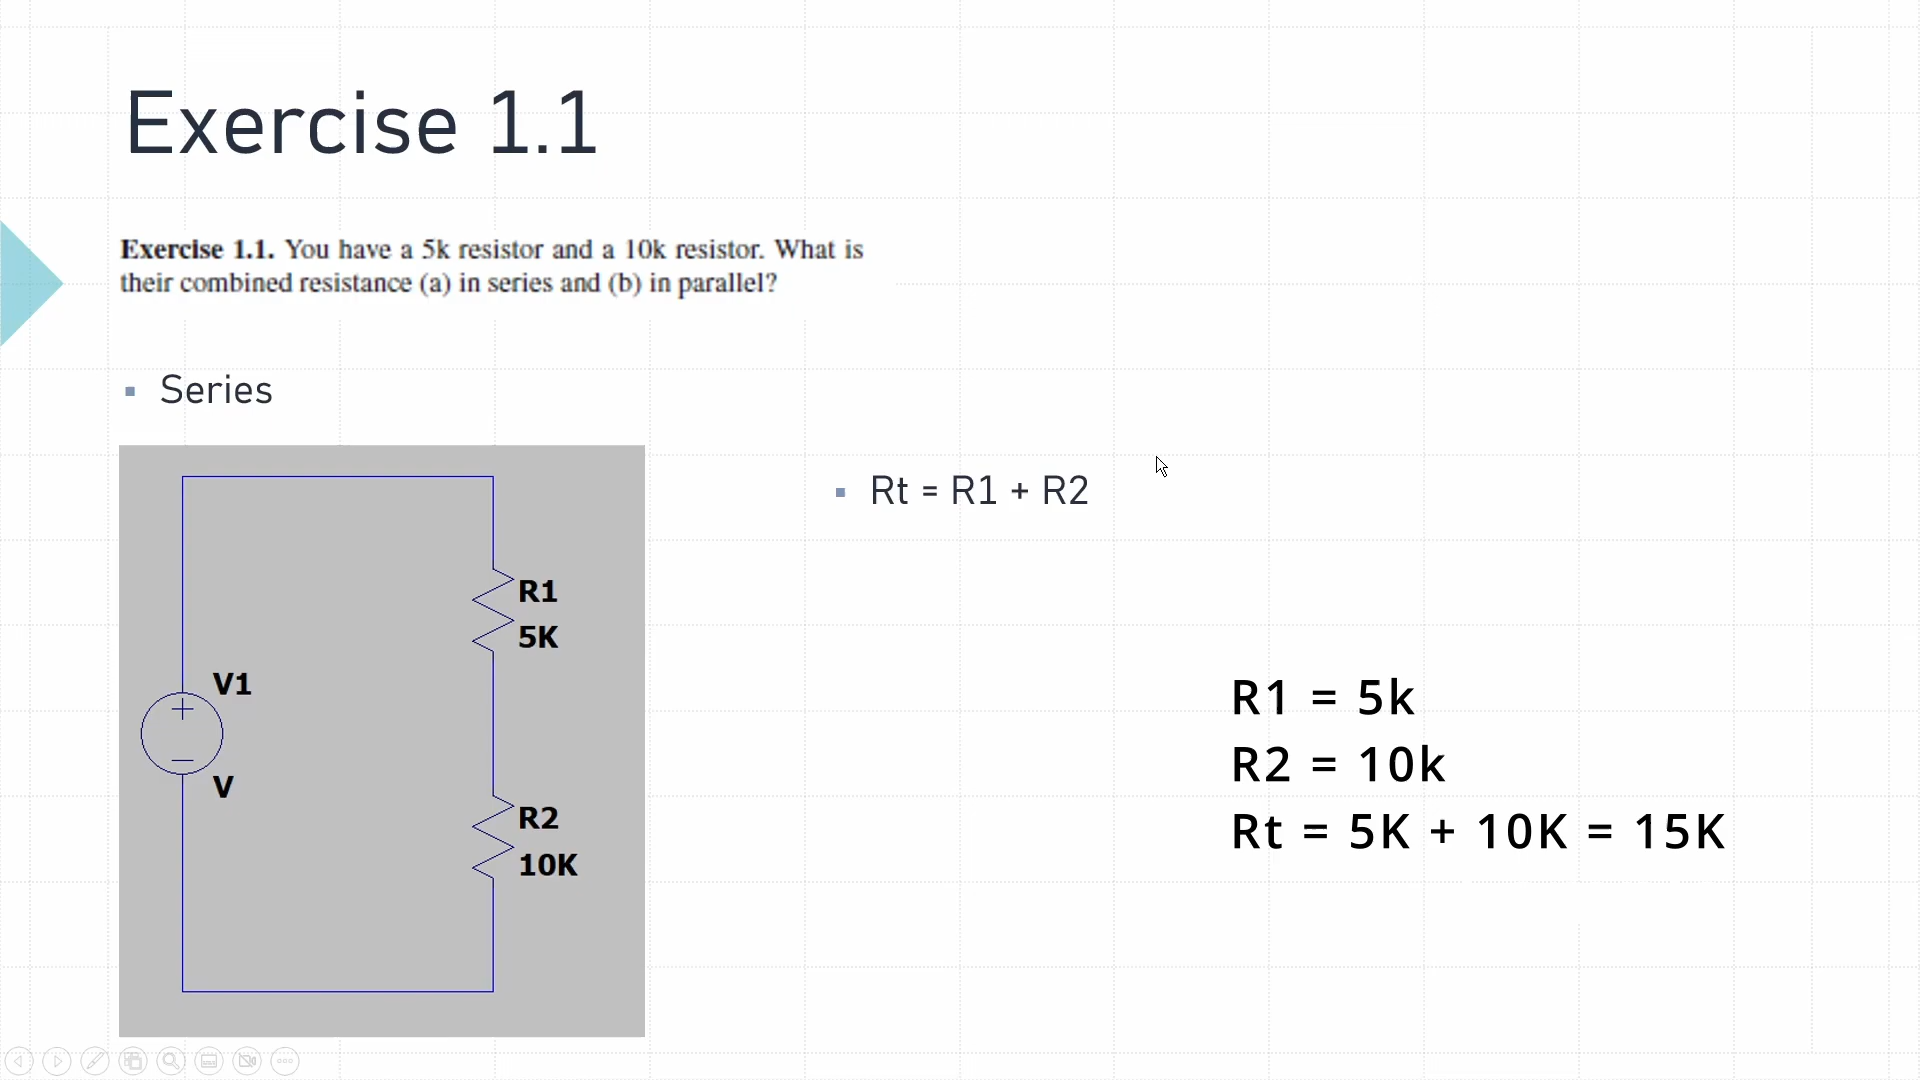 Exercise 1.1
Exercise 1.1. You have a 5k resistor and a 10k resistor. What is
their combined resistance (a) in series and (b) in parallel?
▪ Series
▪ Rt = R1 + R2
R1
5K
V1
V
R2
10K
R1 = 5k
R2 = 10k
Rt = 5K + 10K = 15K